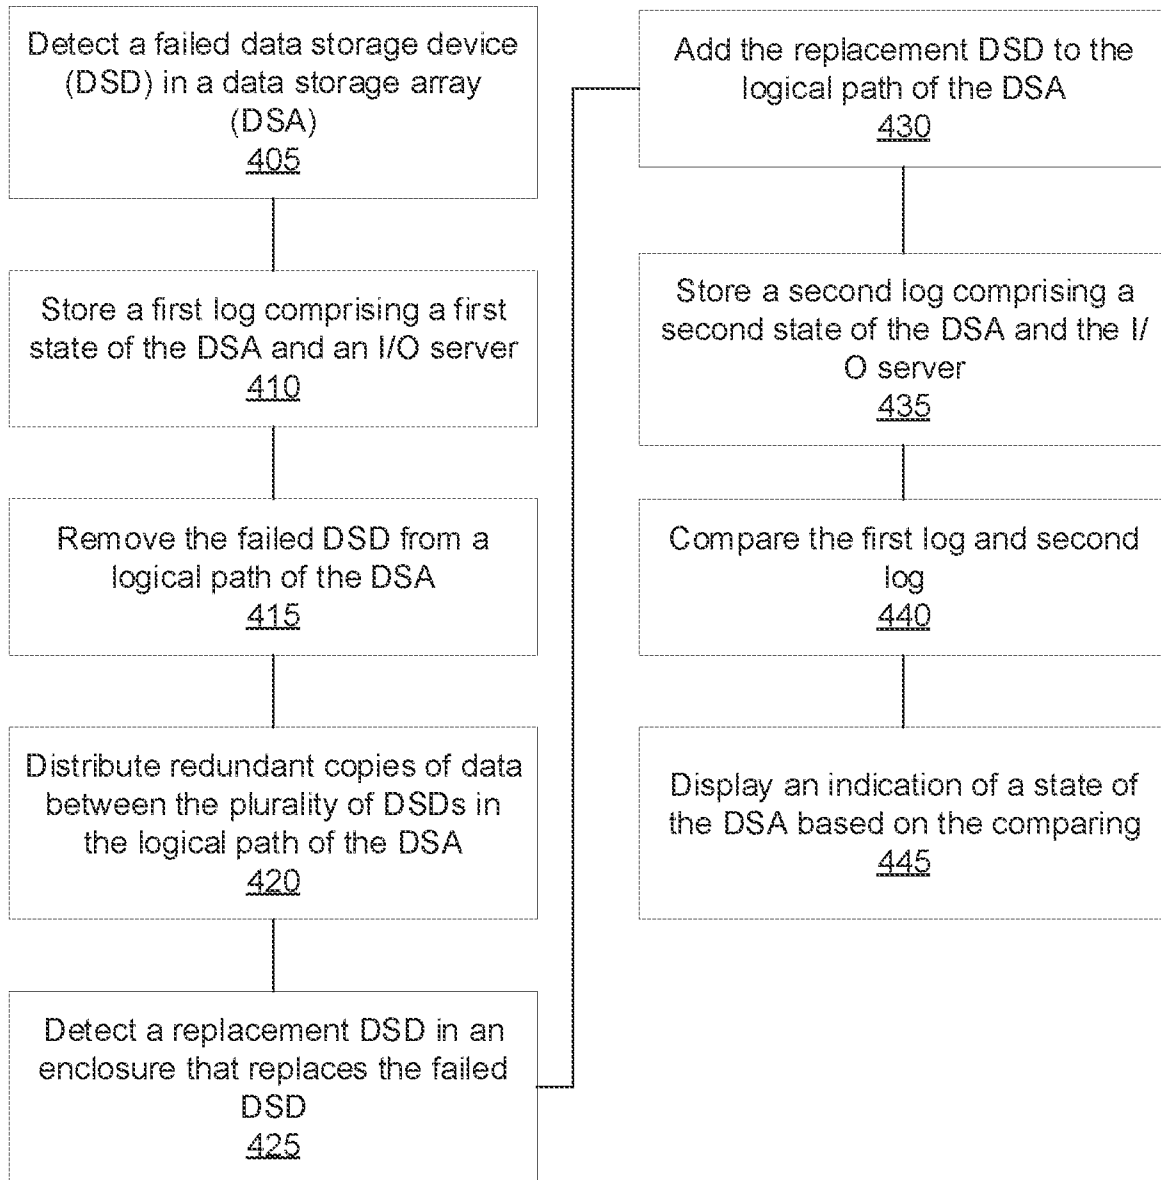 Detect a failed data storage device
(DSD) in a data storage array
(DSA)
405
Store a first log comprising a first
state of the DSA and an I/O server
410
Remove the failed DSD from a
logical path of the DSA
415
Distribute redundant copies of data
between the plurality of DSDs in
the logical path of the DSA
420
Detect a replacement DSD in an
enclosure that replaces the failed
DSD
425
Add the replacement DSD to the
logical path of the DSA
430
Store a second log comprising a
second state of the DSA and the I/
O server
435
Compare the first log and second
log
440
Display an indication of a state of
the DSA based on the comparing
445